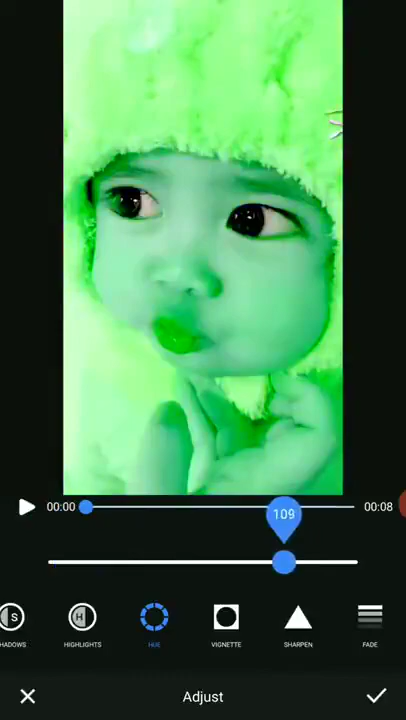 00:00
00:08
109
S
H
HADOWS
HIGHLIGHTS
HUE
VIGNETTE
SHARPEN
FADE
Adjust